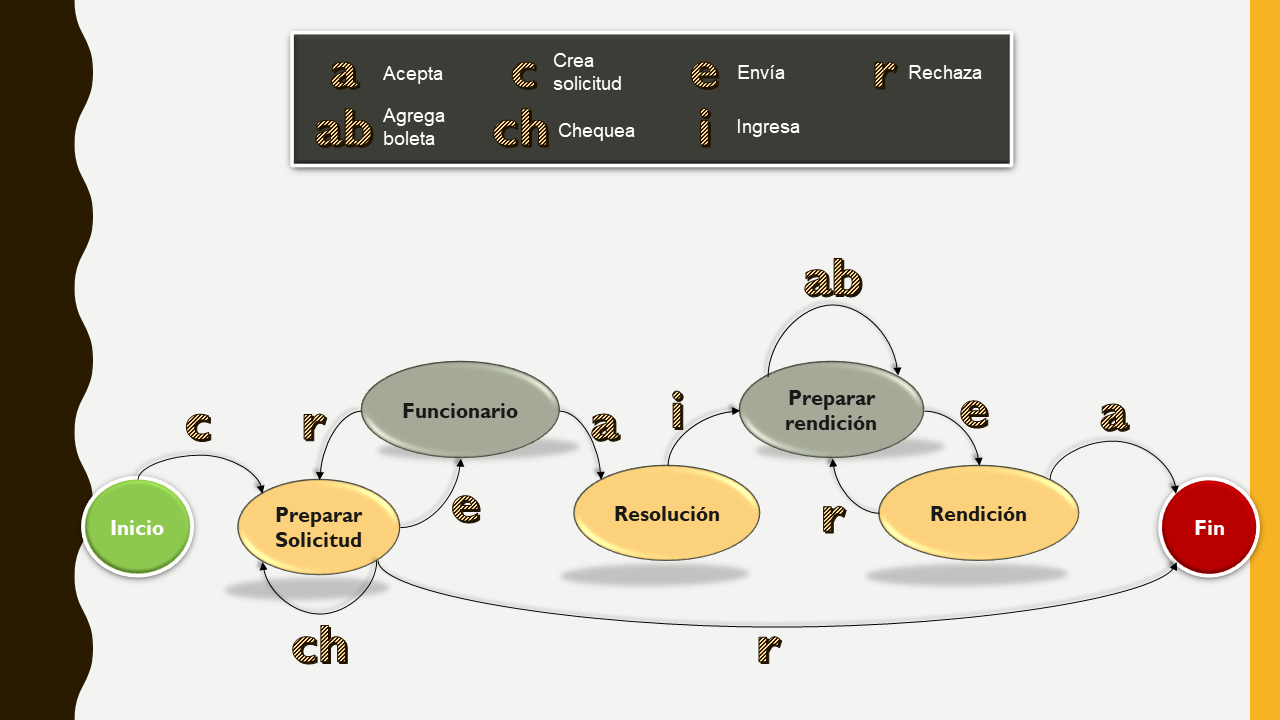 a Acepta
c Crea
solicitud
e Envía
r Rechaza
ab Agrega
boleta
ch Chequea
i Ingresa
ab
Preparar
rendición
Funcionario
c
r
a
i
e
a
e
r
Inicio
Preparar
Solicitud
Resolución
Rendición
Fin
ch
r